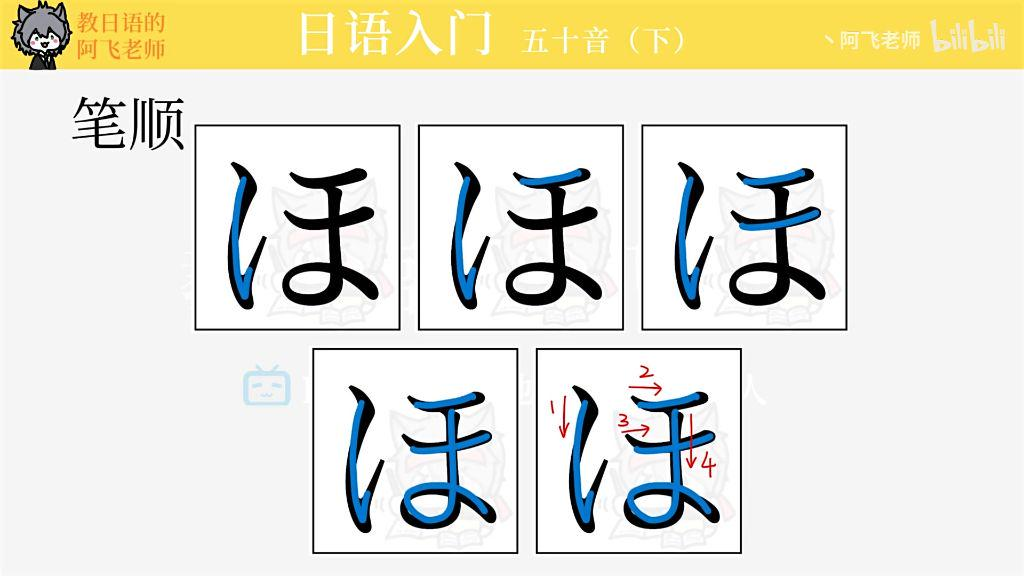 教日语的
阿飞老师
日语入门 五十音（下）
丶阿飞老师 bilibili
笔顺
ほ ほ ほ
ほ ほ
1 2 3 4